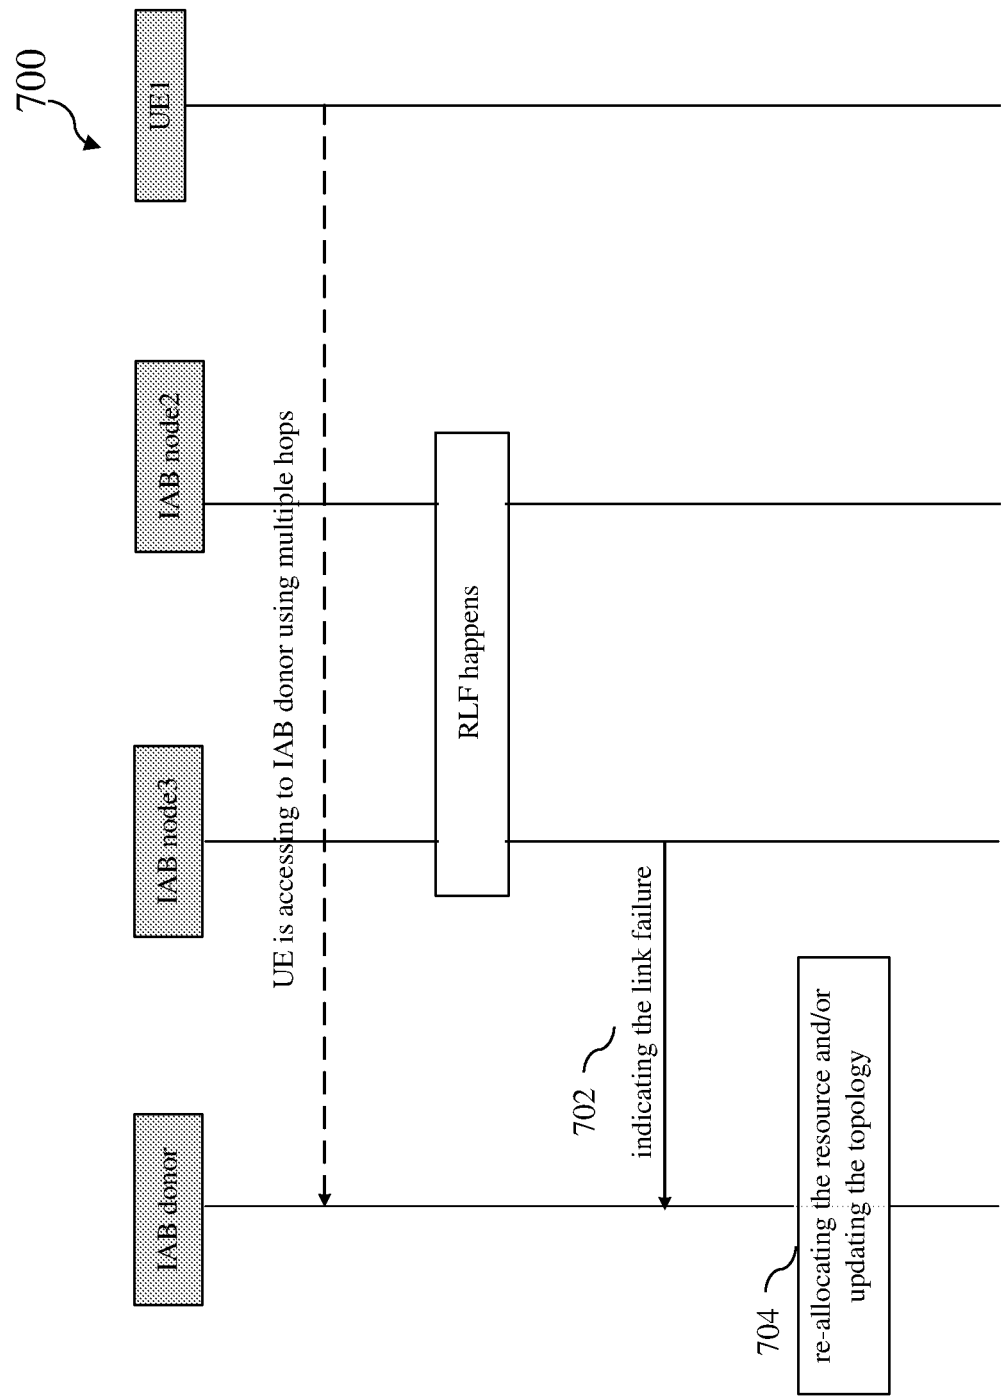 700
IAB donor
IAB node3
IAB node2
UE1
UE is accessing to IAB donor using multiple hops
RLF happens
702
indicating the link failure
704
re-allocating the resource and/or
updating the topology